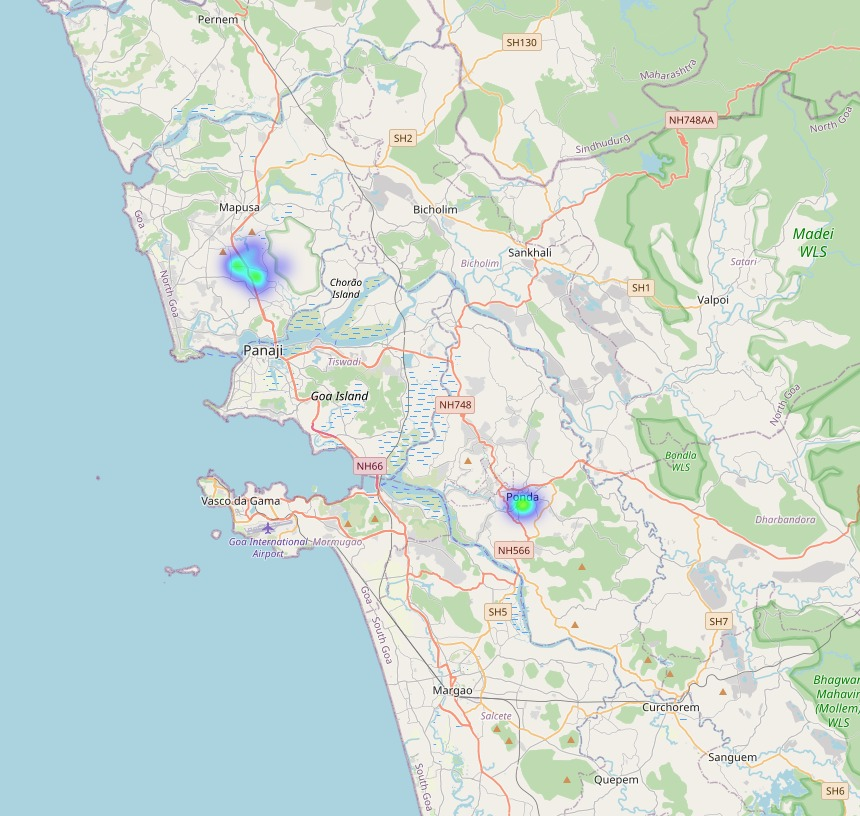 Pernem
SH130
Maharashtra
NH748AA
North Goa
SH2
Sindhudurg
Mapusa
Bicholim
Goa
Madei
WLS
Sankhali
Bicholim
Satari
North Goa
Chorão
Island
SH1
Valpoi
Panaji
Tiswadi
Goa Island
NH748
North Goa
NH66
Bondla
WLS
Vasco da Gama
Ponda
Dharbandora
Goa International
Airport
Mormugao
NH566
Goa
South Goa
SH5
SH7
Margao
Bhagwan
Mahavir
(Mollem)
WLS
Curchorem
Salcete
Sanguem
South Goa
Quepem
SH6